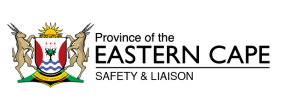 Province of the
EASTERN CAPE
SAFETY & LIAISON